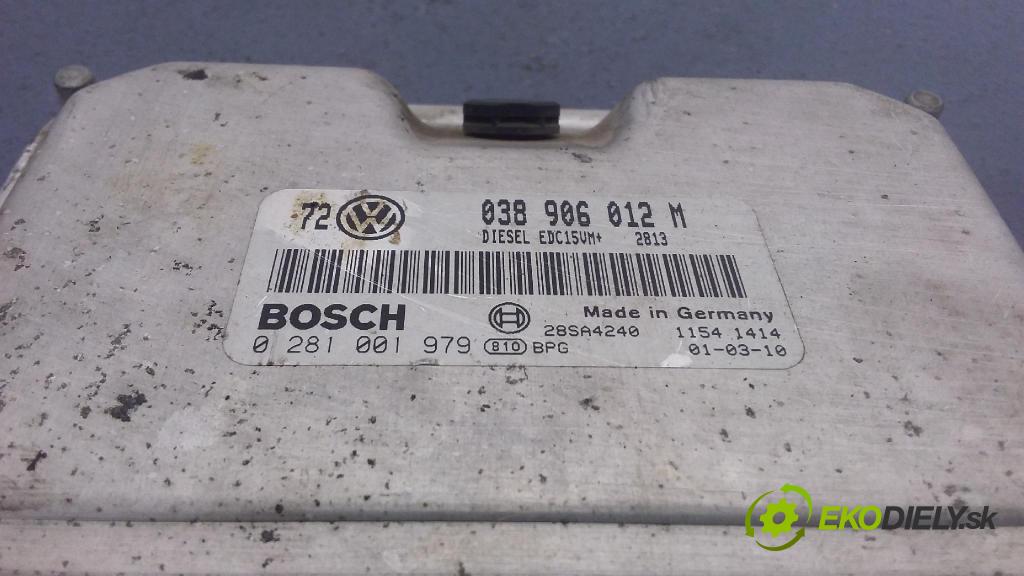 72 VW 038 906 012 M
DIESEL EDC15VM+ 2813
BOSCH Made in Germany
28SA4240 1154 1414
0 281 001 979 810 BPG 01-03-10
EKODIELY.sk